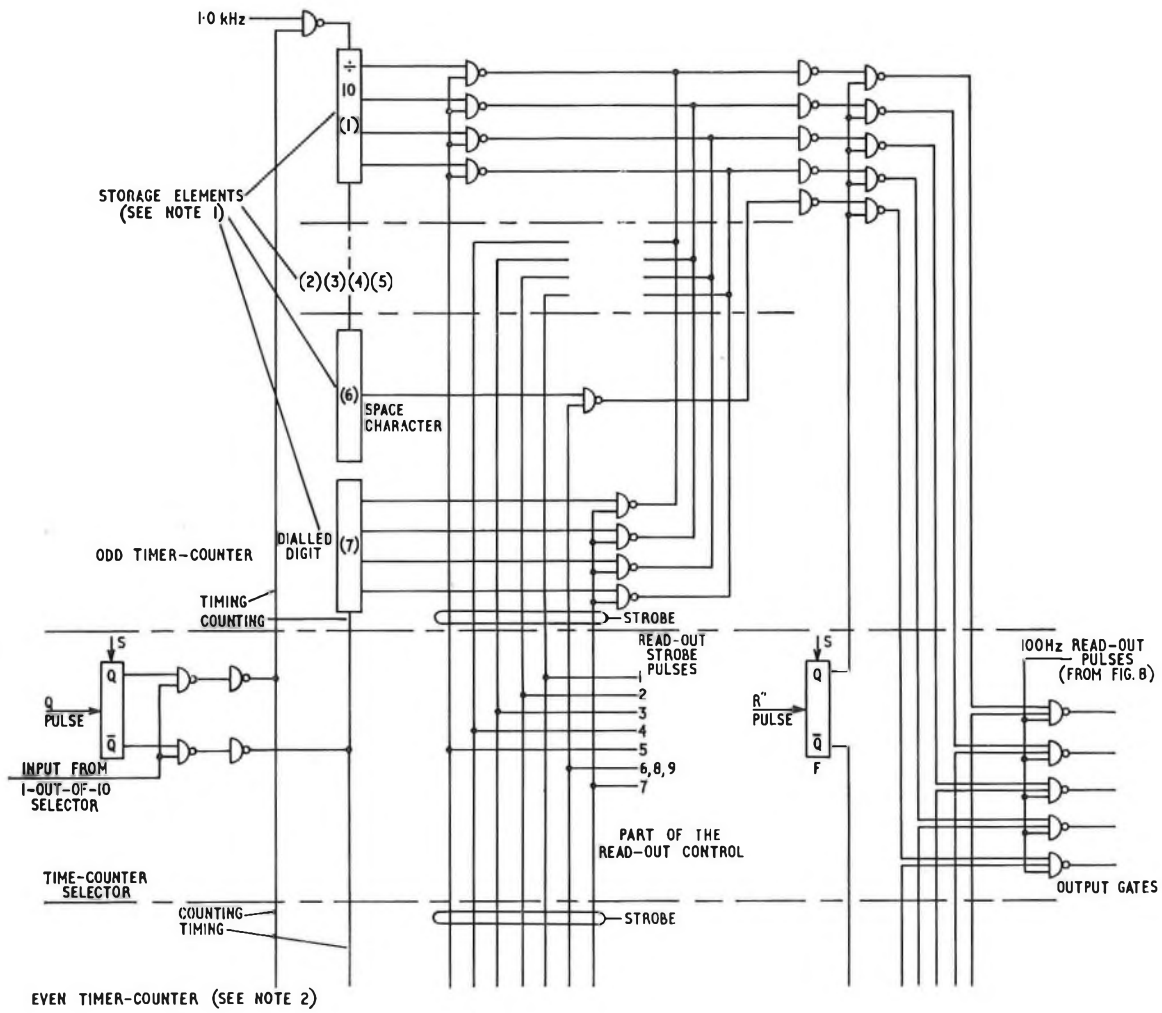 1·0 kHz
÷
10
(1)
STORAGE ELEMENTS
(SEE NOTE 1)
(2)(3)(4)(5)
(6)
SPACE
CHARACTER
DIALLED
DIGIT
(7)
ODD TIMER-COUNTER
TIMING
COUNTING
STROBE
READ-OUT
STROBE
PULSES
1
2
3
4
5
6,8,9
7
S
Q
Q̅
Q
PULSE
INPUT FROM
1-OUT-OF-10
SELECTOR
S
Q
Q̅
F
R"
PULSE
100Hz READ-OUT
PULSES
(FROM FIG. 8)
PART OF THE
READ-OUT CONTROL
TIME-COUNTER
SELECTOR
OUTPUT GATES
COUNTING
TIMING
STROBE
EVEN TIMER-COUNTER (SEE NOTE 2)